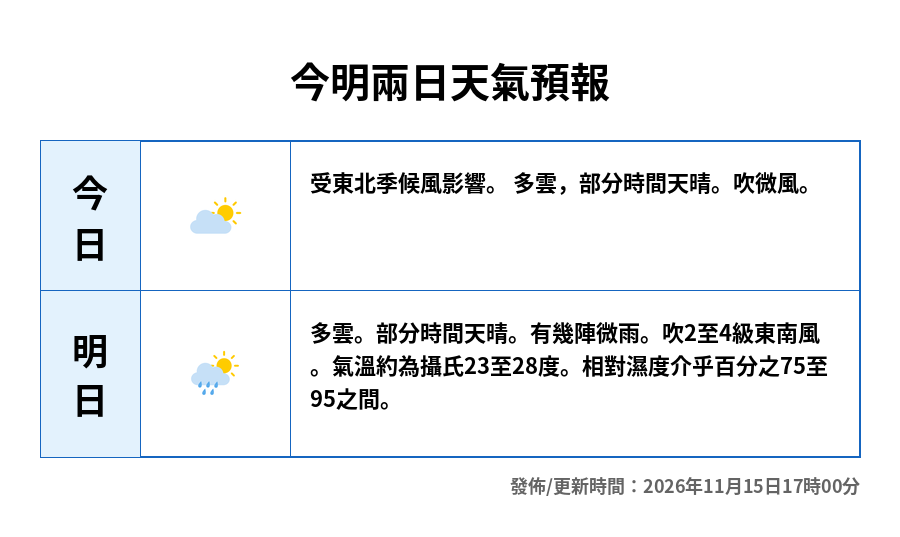 今明兩日天氣預報
今
日
受東北季候風影響。 多雲，部分時間天晴。吹微風。
明
日
多雲。部分時間天晴。有幾陣微雨。吹2至4級東南風
。氣溫約為攝氏23至28度。相對濕度介乎百分之75至
95之間。
發佈/更新時間：2026年11月15日17時00分